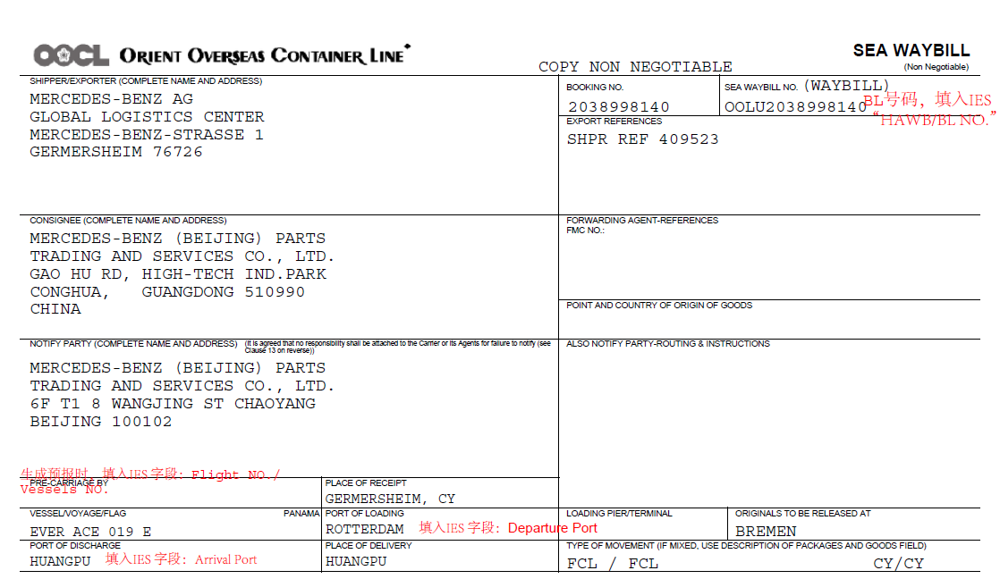 OOCL ORIENT OVERSEAS CONTAINER LINE
COPY NON NEGOTIABLE
SEA WAYBILL
(Non Negotiable)
SHIPPER/EXPORTER (COMPLETE NAME AND ADDRESS)
MERCEDES-BENZ AG
GLOBAL LOGISTICS CENTER
MERCEDES-BENZ-STRASSE 1
GERMERSHEIM 76726
BOOKING NO.
2038998140
SEA WAYBILL NO. (WAYBILL)
OOLU2038998140
BL号码，填入IES
“HAWB/BL NO.”
EXPORT REFERENCES
SHPR REF 409523
CONSIGNEE (COMPLETE NAME AND ADDRESS)
MERCEDES-BENZ (BEIJING) PARTS
TRADING AND SERVICES CO., LTD.
GAO HU RD, HIGH-TECH IND.PARK
CONGHUA, GUANGDONG 510990
CHINA
FORWARDING AGENT-REFERENCES
FMC NO.:
POINT AND COUNTRY OF ORIGIN OF GOODS
NOTIFY PARTY (COMPLETE NAME AND ADDRESS) (It is agreed that no responsibility shall be attached to the Carrier or its Agents for failure to notify (see
Clause 13 on reverse))
MERCEDES-BENZ (BEIJING) PARTS
TRADING AND SERVICES CO., LTD.
6F T1 8 WANGJING ST CHAOYANG
BEIJING 100102
ALSO NOTIFY PARTY-ROUTING & INSTRUCTIONS
生成预报时，填入IES 字段：Flight NO./
Vessels NO.
PRE-CARRIAGE BY
PLACE OF RECEIPT
GERMERSHEIM, CY
VESSEL/VOYAGE/FLAG PANAMA
EVER ACE 019 E
PORT OF LOADING
ROTTERDAM 填入IES 字段：Departure Port
LOADING PIER/TERMINAL
ORIGINALS TO BE RELEASED AT
BREMEN
PORT OF DISCHARGE
HUANGPU 填入IES 字段：Arrival Port
PLACE OF DELIVERY
HUANGPU
TYPE OF MOVEMENT (IF MIXED, USE DESCRIPTION OF PACKAGES AND GOODS FIELD)
FCL / FCL CY/CY